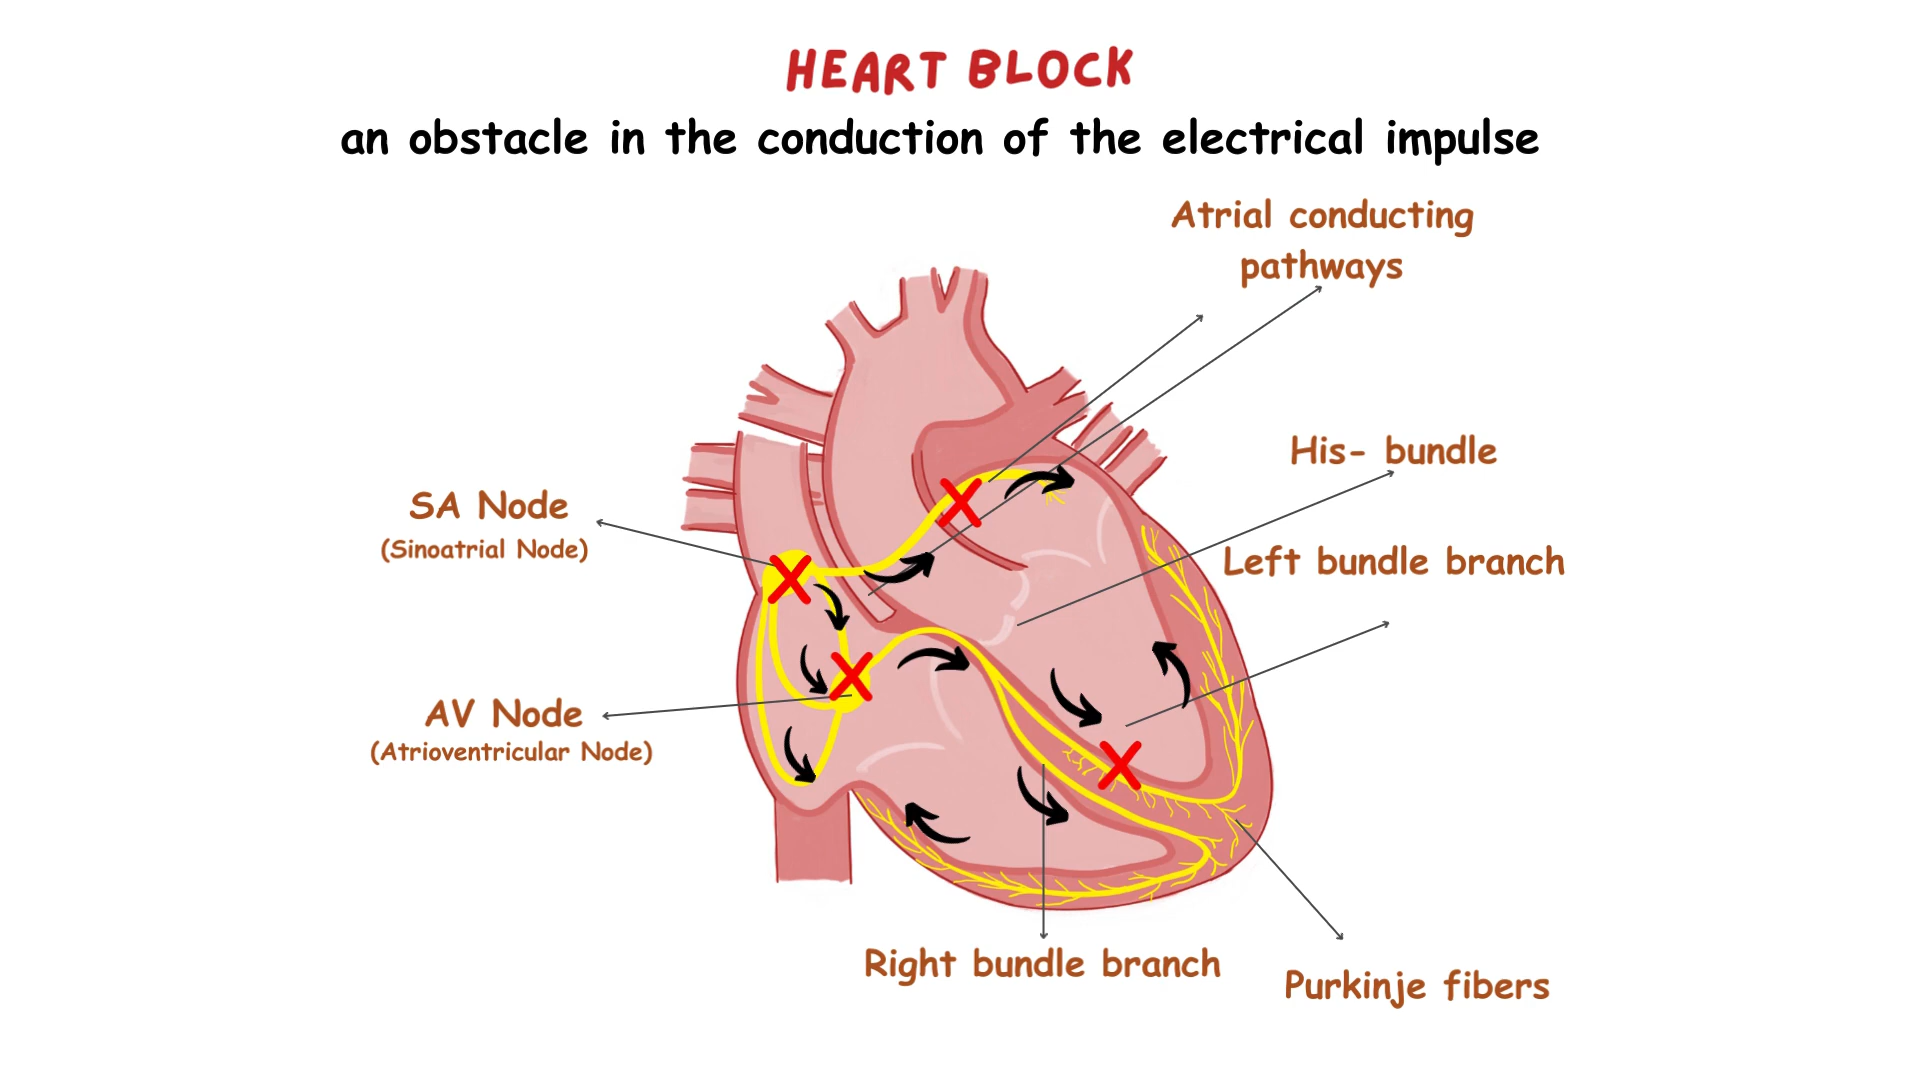 HEART BLOCK
an obstacle in the conduction of the electrical impulse
Atrial conducting
pathways
His- bundle
SA Node
(Sinoatrial Node)
Left bundle branch
AV Node
(Atrioventricular Node)
Right bundle branch
Purkinje fibers